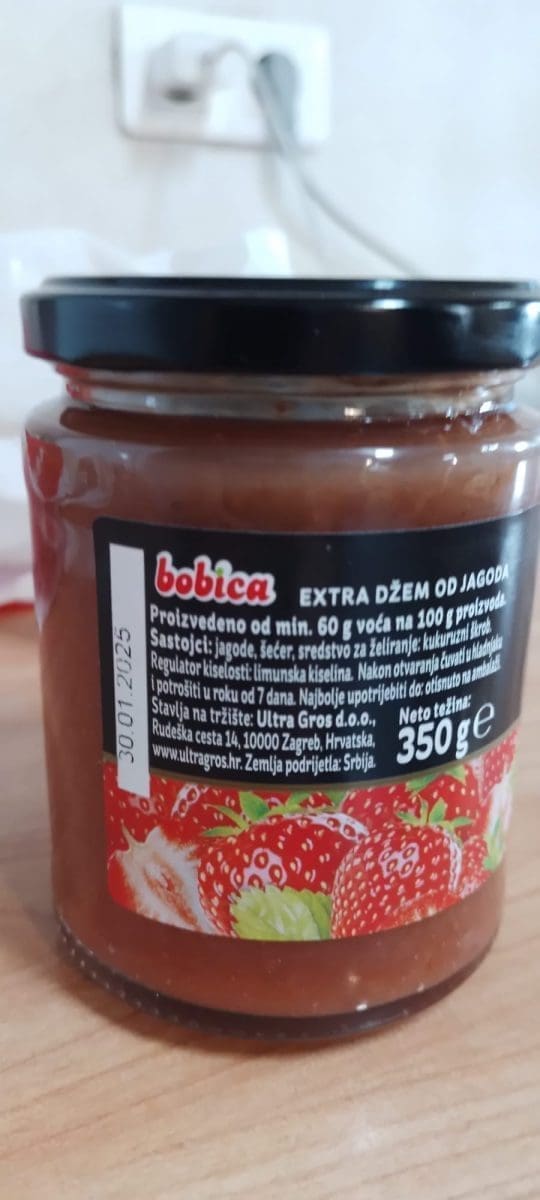 bobica
EXTRA DŽEM OD JAGODA
Proizvedeno od min. 60 g voća na 100 g proizvoda.
Sastojci: jagode, šećer, sredstvo za želiranje: kukuruzni škrob.
Regulator kiselosti: limunska kiselina. Nakon otvaranja čuvati u hladnjaku
i potrošiti u roku od 7 dana. Najbolje upotrijebiti do: otisnuto na ambalaži.
Stavlja na tržište: Ultra Gros d.o.o.,
Rudeška cesta 14, 10000 Zagreb, Hrvatska,
www.ultragros.hr. Zemlja podrijetla: Srbija.
Neto težina:
350 g e
30.01.2025